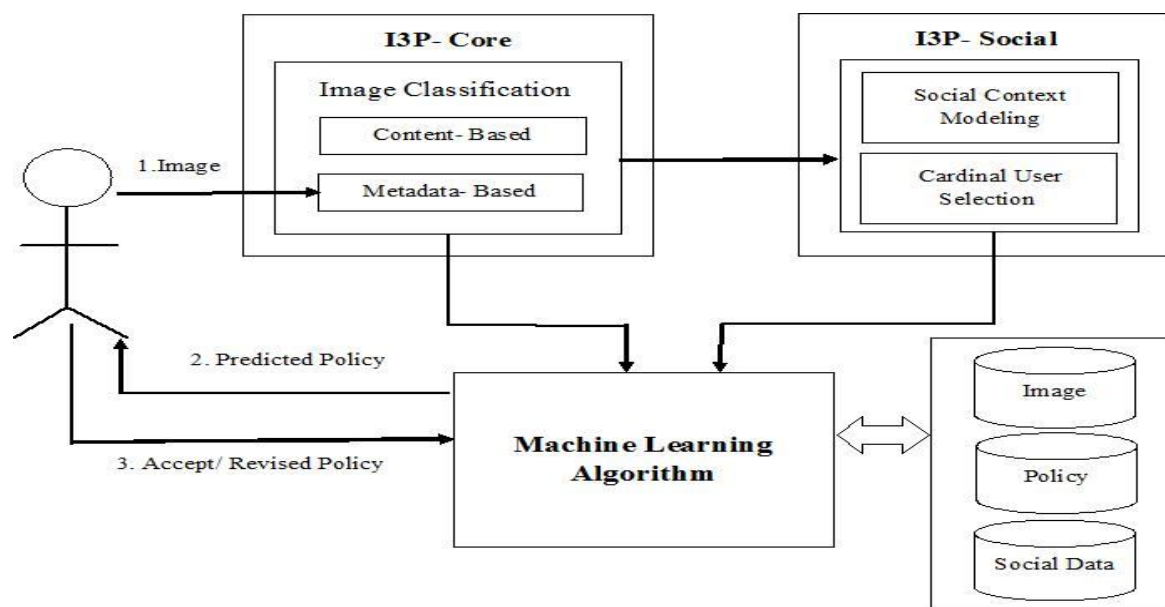 I3P- Core
Image Classification
Content- Based
Metadata- Based
I3P- Social
Social Context
Modeling
Cardinal User
Selection
1.Image
2. Predicted Policy
3. Accept/ Revised Policy
Machine Learning
Algorithm
Image
Policy
Social Data